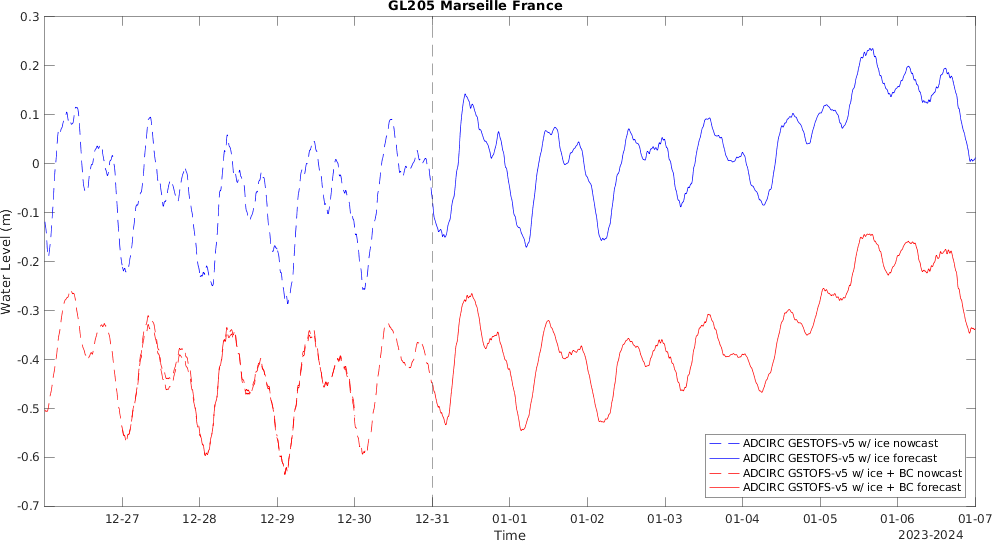 GL205 Marseille France
0.3
0.2
0.1
0
-0.1
-0.2
-0.3
-0.4
-0.5
-0.6
-0.7
Water Level (m)
ADCIRC GESTOFS-v5 w/ ice nowcast
ADCIRC GESTOFS-v5 w/ ice forecast
ADCIRC GSTOFS-v5 w/ ice + BC nowcast
ADCIRC GSTOFS-v5 w/ ice + BC forecast
12-27 12-28 12-29 12-30 12-31 01-01 01-02 01-03 01-04 01-05 01-06 01-07
Time
2023-2024